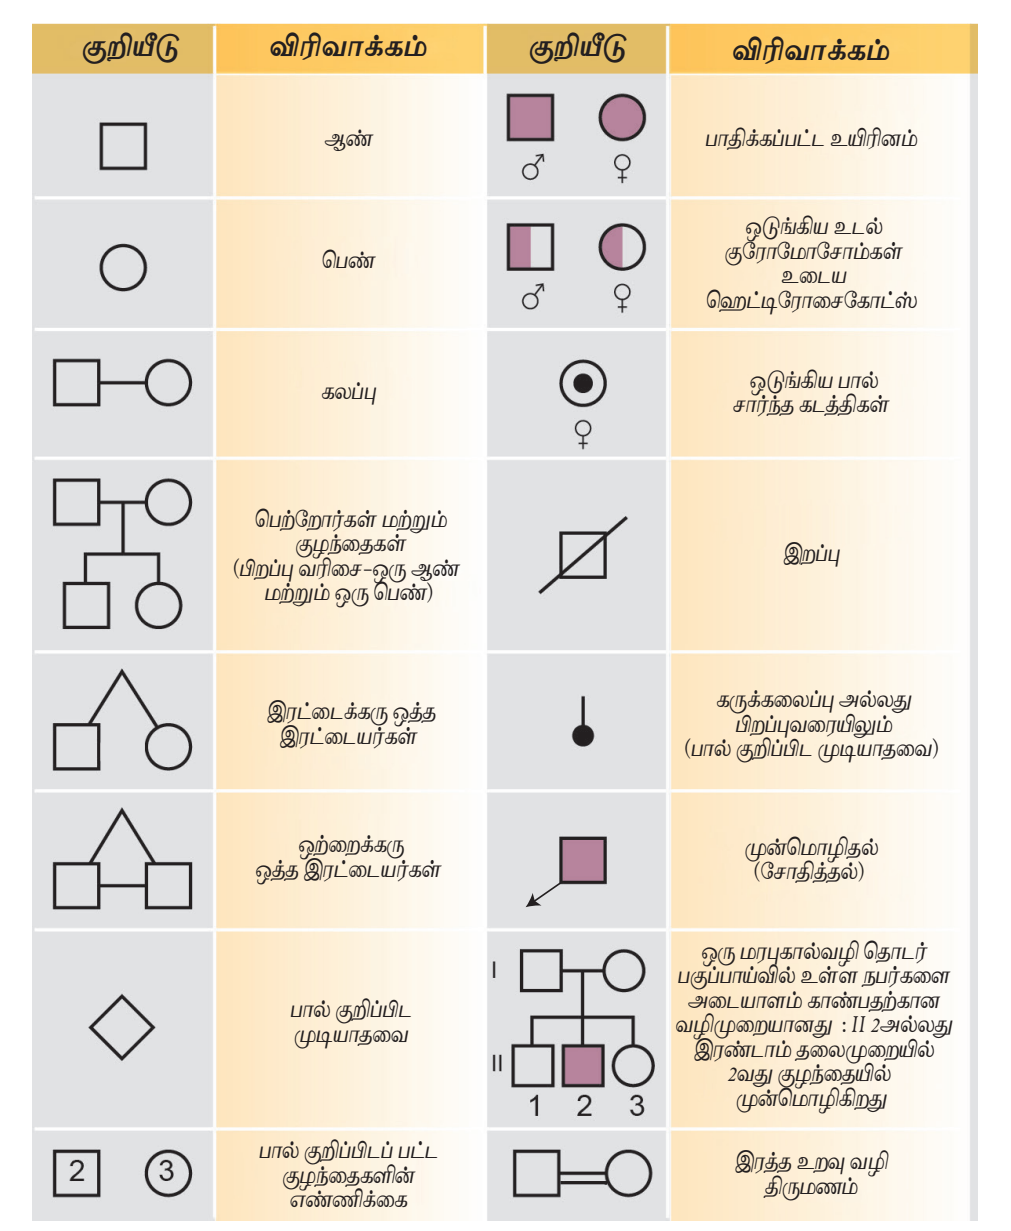 குறியீடு விரிவாக்கம் குறியீடு விரிவாக்கம்
ஆண்
♂ ♀
பாதிக்கப்பட்ட உயிரினம்
பெண்
♂ ♀
ஒடுங்கிய உடல்
குரோமோசோம்கள்
உடைய
ஹெட்டிரோசைகோட்ஸ்
கலப்பு
♀
ஒடுங்கிய பால்
சார்ந்த கடத்திகள்
பெற்றோர்கள் மற்றும்
குழந்தைகள்
(பிறப்பு வரிசை-ஒரு ஆண்
மற்றும் ஒரு பெண்)
இறப்பு
இரட்டைக்கரு ஒத்த
இரட்டையர்கள்
கருக்கலைப்பு அல்லது
பிறப்புவரையிலும்
(பால் குறிப்பிட முடியாதவை)
ஒற்றைக்கரு
ஒத்த இரட்டையர்கள்
முன்மொழிதல்
(சோதித்தல்)
பால் குறிப்பிட
முடியாதவை
I
II
1 2 3
ஒரு மரபுகால்வழி தொடர்
பகுப்பாய்வில் உள்ள நபர்களை
அடையாளம் காண்பதற்கான
வழிமுறையானது : II 2அல்லது
இரண்டாம் தலைமுறையில்
2வது குழந்தையில்
முன்மொழிகிறது
2 3
பால் குறிப்பிடப் பட்ட
குழந்தைகளின்
எண்ணிக்கை
இரத்த உறவு வழி
திருமணம்